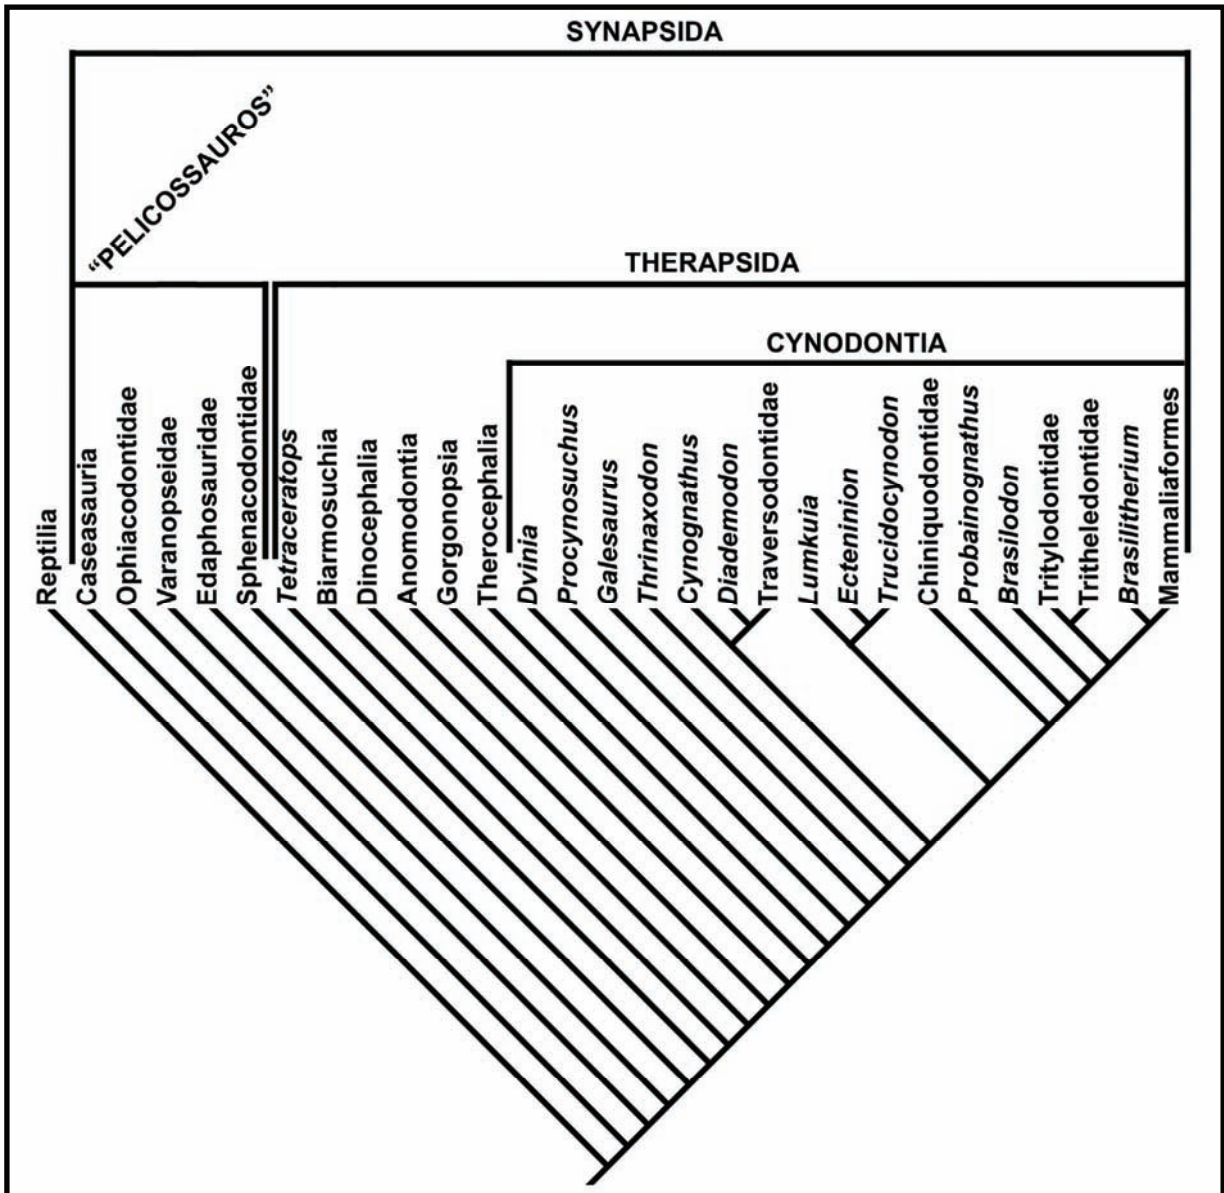 SYNAPSIDA
“PELICOSSAUROS”
THERAPSIDA
CYNODONTIA
Reptilia
Caseasauria
Ophiacodontidae
Varanopseidae
Edaphosauridae
Sphenacodontidae
Tetraceratops
Biarmosuchia
Dinocephalia
Anomodontia
Gorgonopsia
Therocephalia
Dvinia
Procynosuchus
Galesaurus
Thrinaxodon
Cynognathus
Diademodon
Traversodontidae
Lumkuia
Ecteninion
Trucidocynodon
Chiniquodontidae
Probainognathus
Brasilodon
Tritylodontidae
Tritheledontidae
Brasilitherium
Mammaliaformes